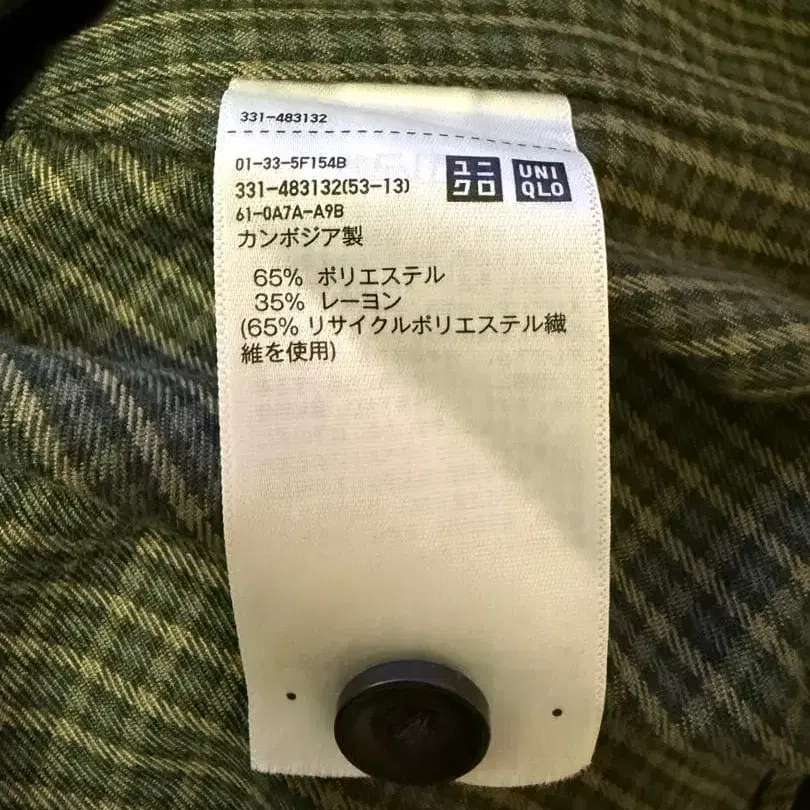 331-483132
01-33-5F154B
331-483132(53-13)
61-0A7A-A9B
カンボジア製
ユニ
クロ
UNI
QLO
65% ポリエステル
35% レーヨン
(65% リサイクルポリエステル繊
維を使用)